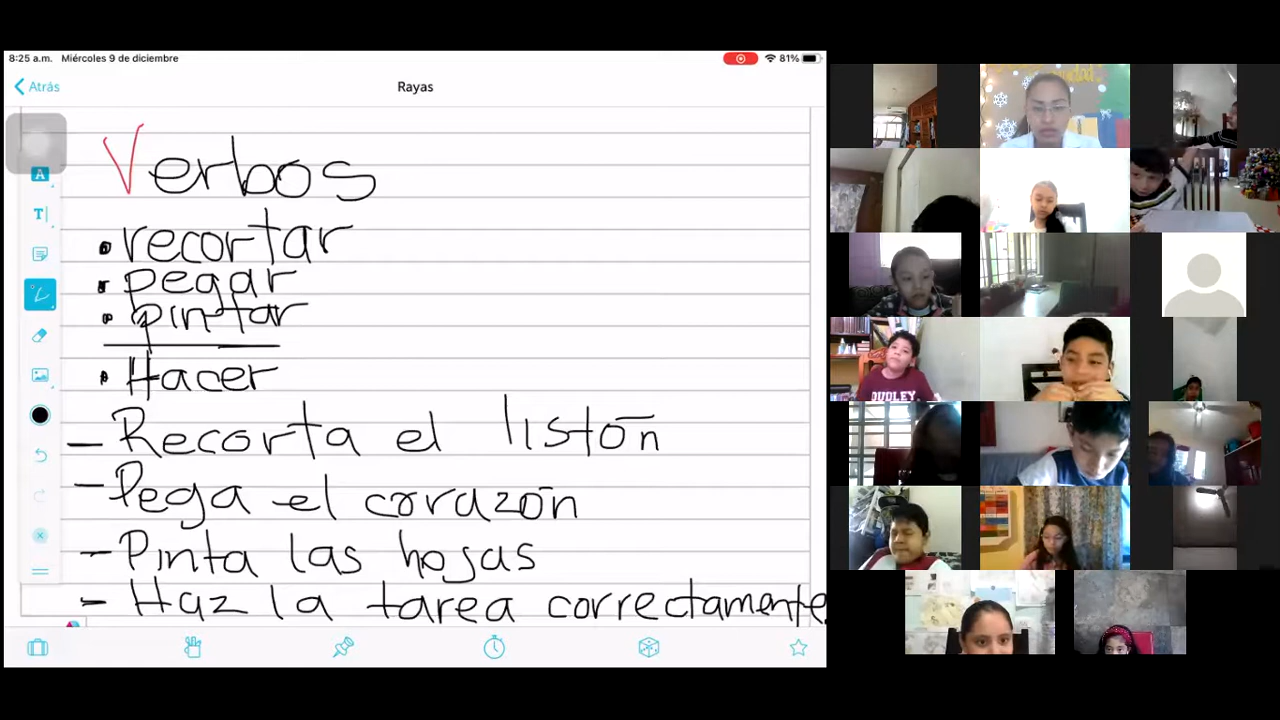 8:25 a.m. Miércoles 9 de diciembre 81%
Atrás
Rayas
Verbos
• recortar
• pegar
• pintar
• Hacer
- Recorta el listón
- Pega el corazón
- Pinta las hojas
- Haz la tarea correctamente
DUDLEY